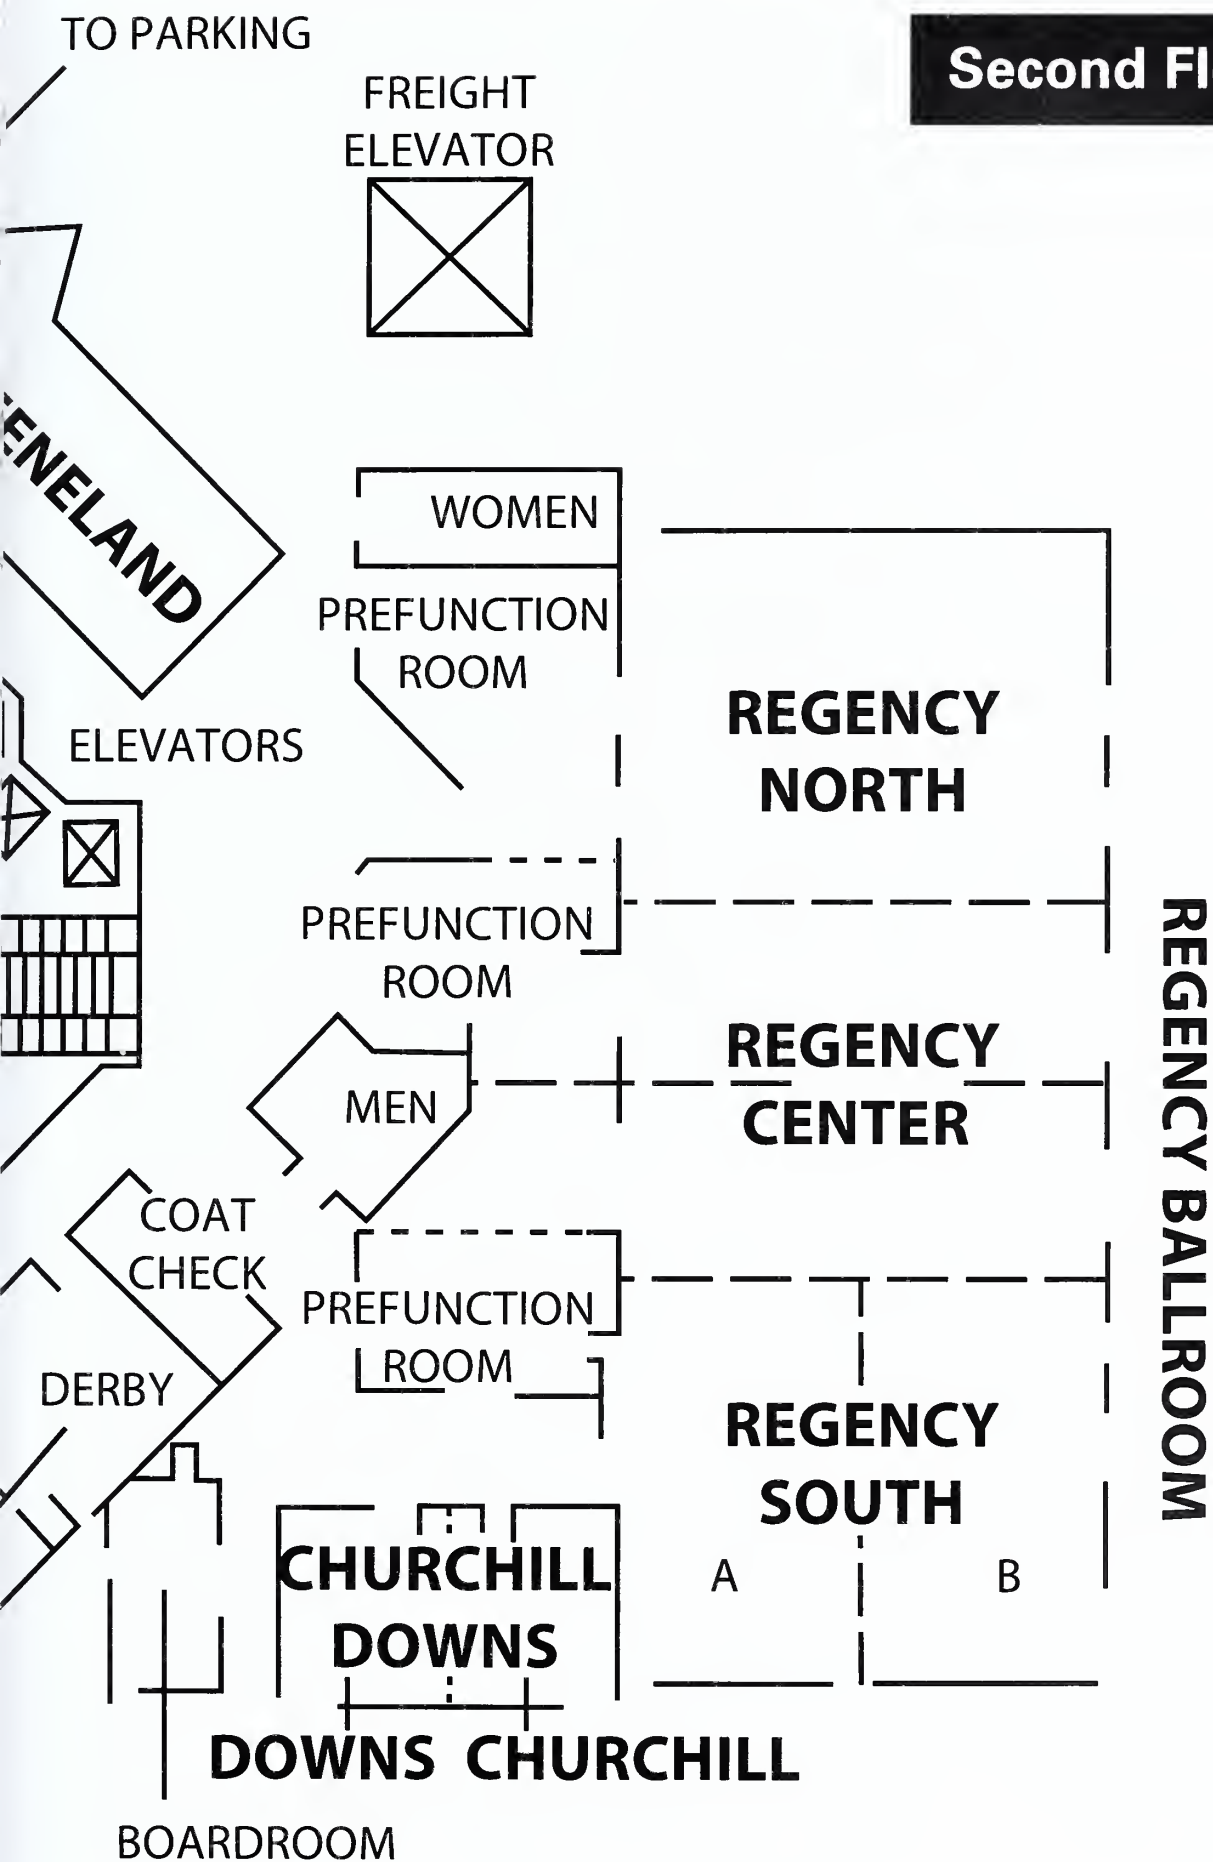 TO PARKING
Second Fl
FREIGHT
ELEVATOR
ENELAND
WOMEN
PREFUNCTION
ROOM
ELEVATORS
REGENCY
NORTH
PREFUNCTION
ROOM
REGENCY
CENTER
MEN
REGENCY BALLROOM
COAT
CHECK
PREFUNCTION
ROOM
DERBY
REGENCY
SOUTH
A
B
CHURCHILL
DOWNS
DOWNS CHURCHILL
BOARDROOM